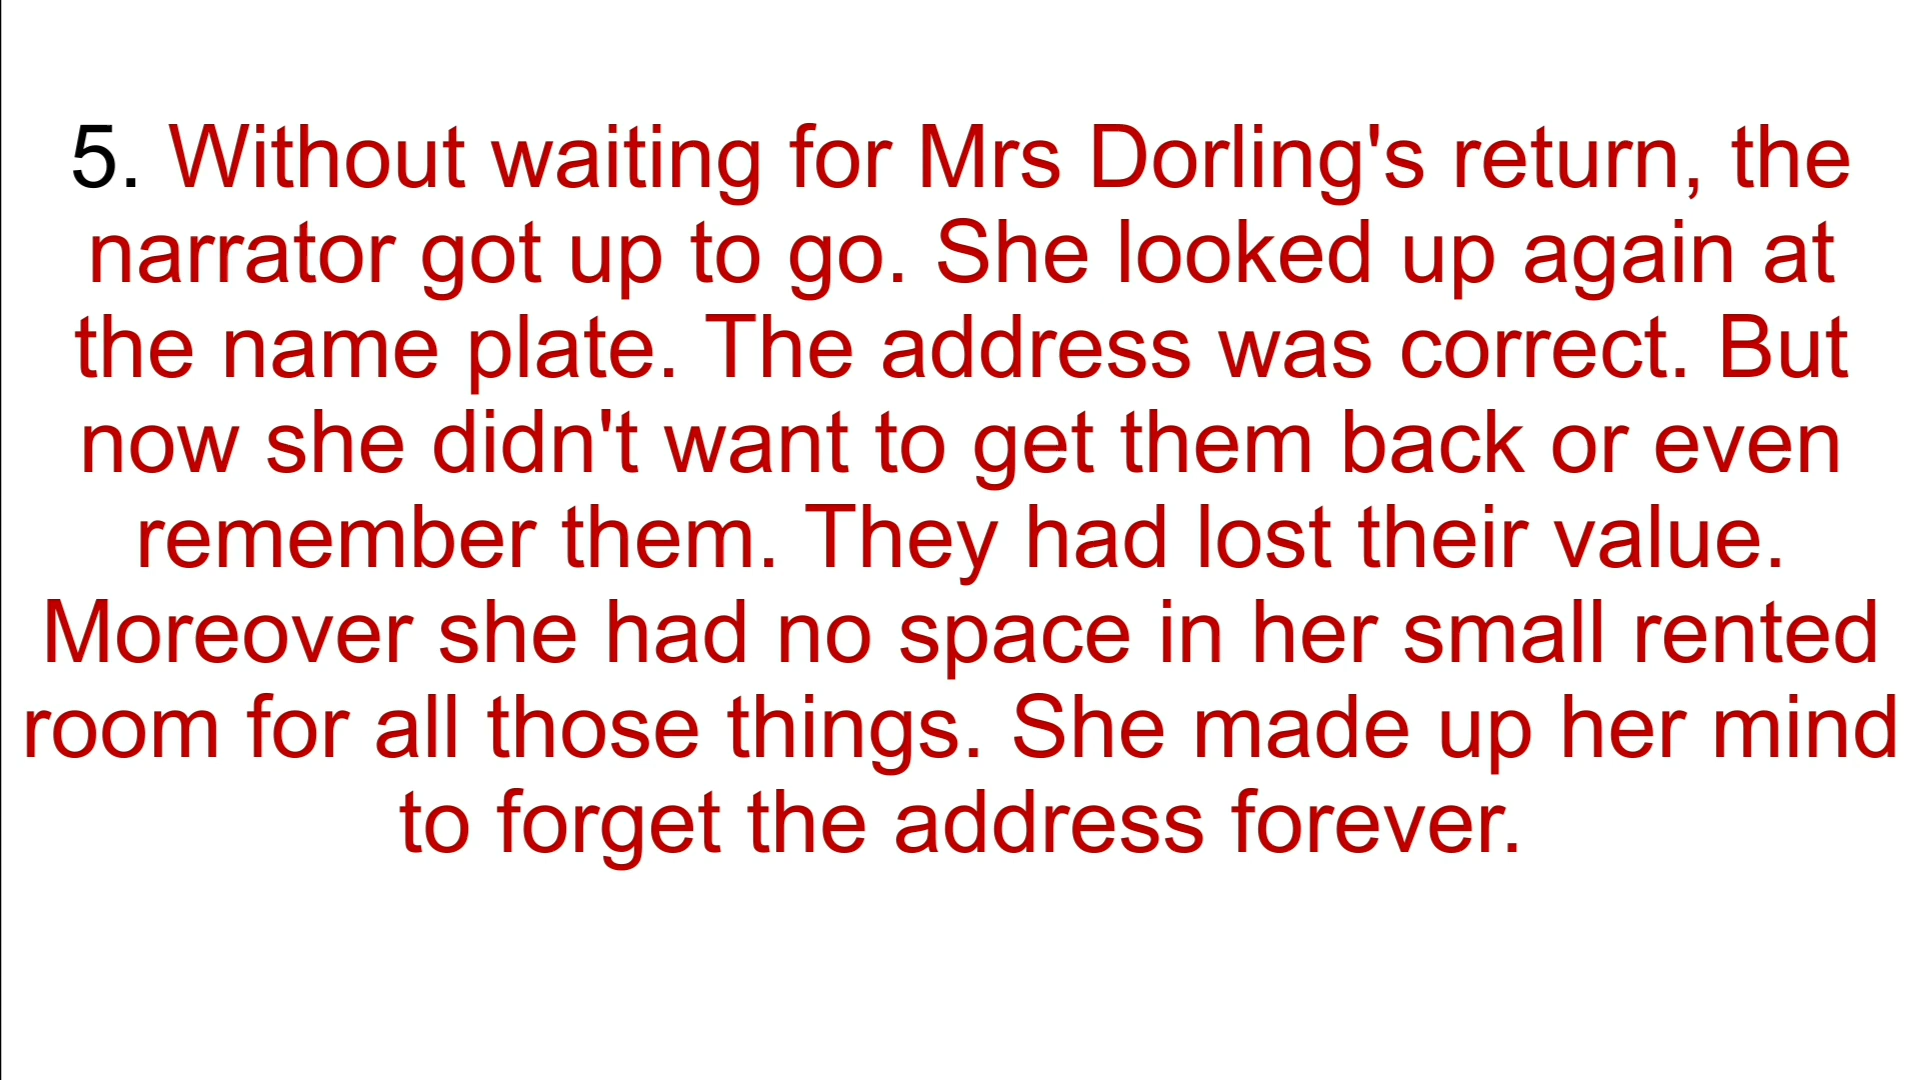 5. Without waiting for Mrs Dorling's return, the
narrator got up to go. She looked up again at
the name plate. The address was correct. But
now she didn't want to get them back or even
remember them. They had lost their value.
Moreover she had no space in her small rented
room for all those things. She made up her mind
to forget the address forever.